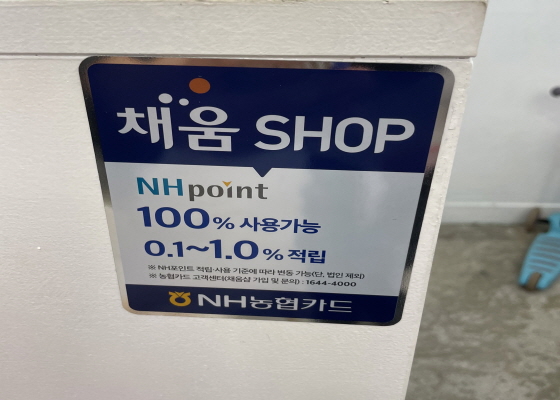 채움 SHOP
NHpoint
100% 사용가능
0.1~1.0% 적립
※ NH포인트 적립·사용 기준에 따라 변동 가능(단, 법인 제외)
※ 농협카드 고객센터(채움샵 가입 및 문의) : 1644-4000
NH농협카드